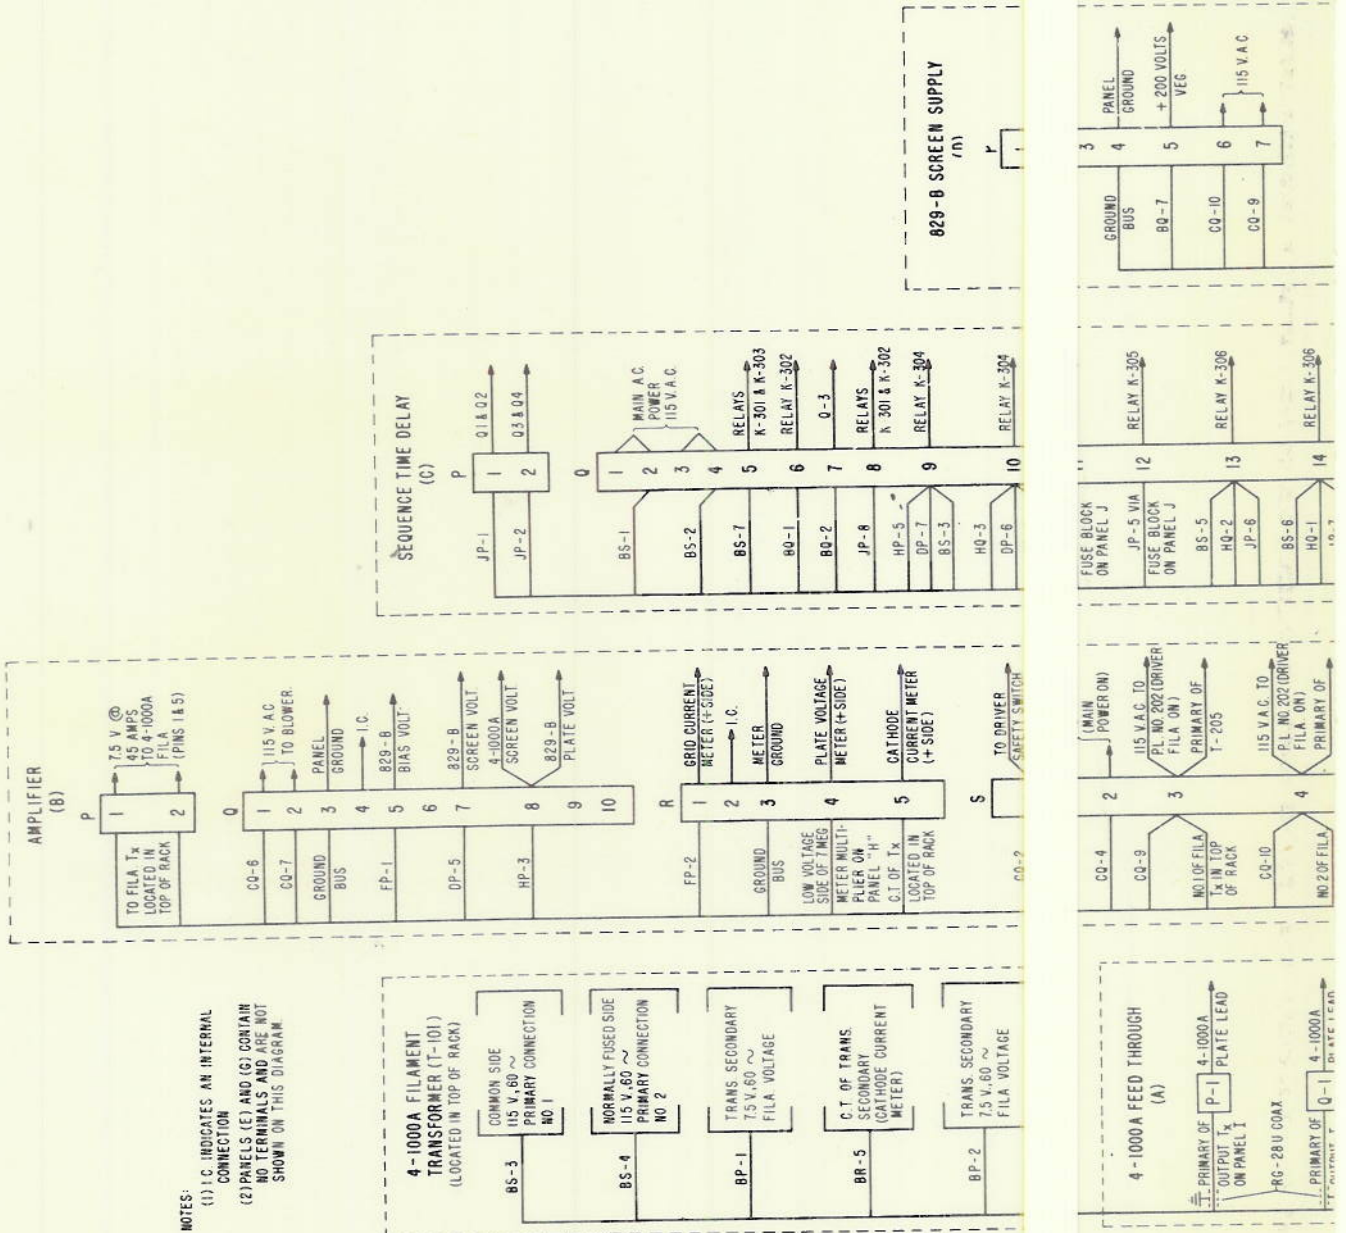 NOTES:
(1) I.C. INDICATES AN INTERNAL
CONNECTION
(2) PANELS (E) AND (G) CONTAIN
NO TERMINALS AND ARE NOT
SHOWN ON THIS DIAGRAM.
4-1000A FILAMENT
TRANSFORMER (T-101)
(LOCATED IN TOP OF RACK)
BS-3
COMMON SIDE
115 V., 60 ~
PRIMARY CONNECTION
NO 1
BS-4
NORMALLY FUSED SIDE
115 V., 60 ~
PRIMARY CONNECTION
NO 2
BP-1
TRANS SECONDARY
7.5 V., 60 ~
FILA. VOLTAGE
BR-5
C.T OF TRANS.
SECONDARY
(CATHODE CURRENT
METER)
BP-2
TRANS. SECONDARY
7.5 V., 60 ~
FILA VOLTAGE
4-1000A FEED THROUGH
(A)
PRIMARY OF
OUTPUT Tx
ON PANEL I
P-1
4-1000A
PLATE LEAD
RG-28U COAX
PRIMARY OF
Q-1
4-1000A
AMPLIFIER
(B)
P
TO FILA Tx
LOCATED IN
TOP OF RACK
1
2
7.5 V @
45 AMPS
TO 4-1000A
FILA
(PINS 1 & 5)
Q
CQ-6
1
115 V. AC
TO BLOWER.
CQ-7
2
GROUND
BUS
3
PANEL
GROUND
4
I.C.
FP-1
5
829-B
BIAS VOLT.
6
DP-5
7
829-B
SCREEN VOLT
4-1000A
SCREEN VOLT
HP-3
8
829-B
PLATE VOLT
9
10
R
FP-2
1
GRID CURRENT
METER (+ SIDE)
2
I.C.
GROUND
BUS
3
METER
GROUND
LOW VOLTAGE
SIDE OF 7 MEG
METER MULTI-
PLIER ON
PANEL "H"
4
PLATE VOLTAGE
METER (+ SIDE)
C.T OF Tx
LOCATED IN
TOP OF RACK
5
CATHODE
CURRENT METER
(+ SIDE)
S
TO DRIVER
SAFETY SWITCH
CQ-4
2
(MAIN
POWER ON)
CQ-9
3
115 V.A.C. TO
P.L. NO. 202 (DRIVER
FILA ON)
NO. 1 OF FILA
Tx IN TOP
OF RACK
PRIMARY OF
T-205
CQ-10
4
115 V.A.C. TO
P.L NO 202 (DRIVER
FILA. ON)
NO 2 OF FILA
PRIMARY OF
SEQUENCE TIME DELAY
(C)
P
JP-1
1
Q1 & Q2
JP-2
2
Q3 & Q4
Q
BS-1
1
2
MAIN A.C.
POWER
115 V. A.C.
BS-2
3
4
BS-7
5
RELAYS
K-301 & K-303
BQ-1
6
RELAY K-302
BQ-2
7
Q-3
JP-8
8
RELAYS
K 301 & K-302
HP-5
DP-7
BS-3
9
RELAY K-304
HQ-3
DP-6
10
RELAY K-304
FUSE BLOCK
ON PANEL J
JP-5 VIA
FUSE BLOCK
ON PANEL J
12
RELAY K-305
BS-5
HQ-2
JP-6
13
RELAY K-306
BS-6
HQ-1
14
RELAY K-306
829-B SCREEN SUPPLY
3
GROUND
BUS
4
PANEL
GROUND
BQ-7
5
+ 200 VOLTS
VEG
CQ-10
6
115 V. A.C
CQ-9
7